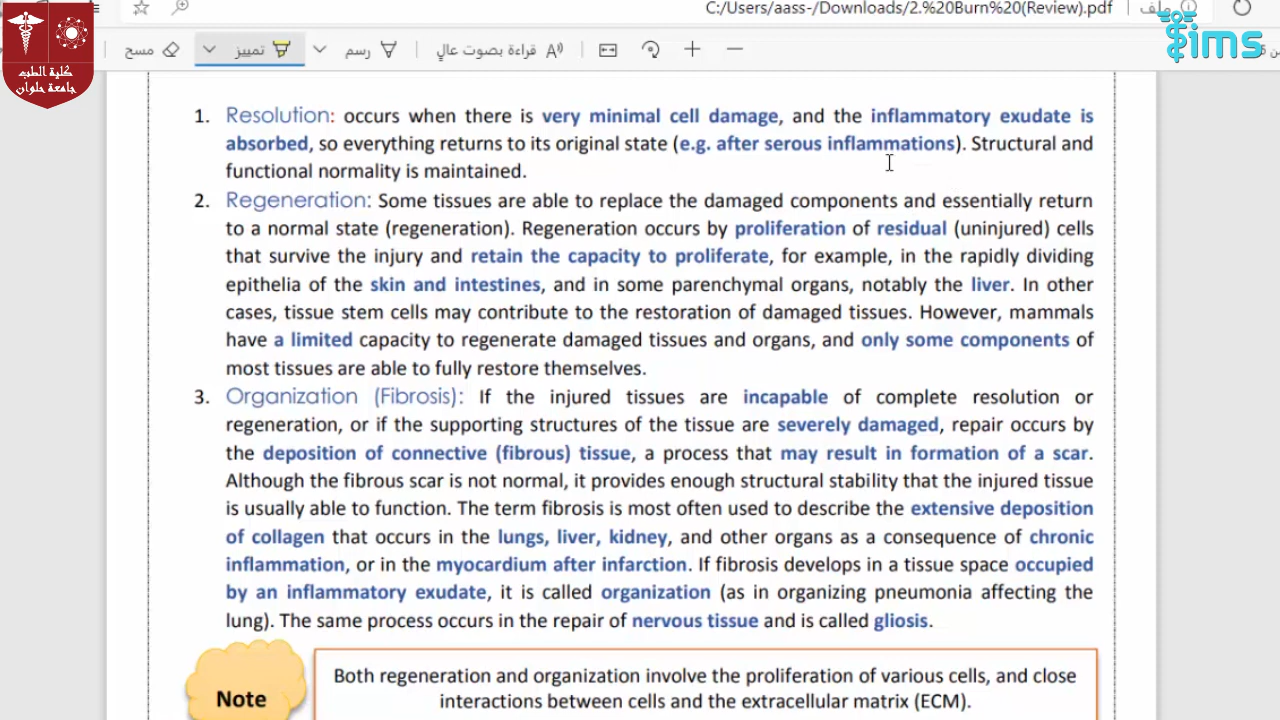 C:/Users/aass-/Downloads/2.%20Burn%20(Review).pdf
ملف
كلية الطب
جامعة حلوان
مسح
تمييز
رسم
قراءة بصوت عالٍ
ims
1. Resolution: occurs when there is very minimal cell damage, and the inflammatory exudate is
absorbed, so everything returns to its original state (e.g. after serous inflammations). Structural and
functional normality is maintained.
2. Regeneration: Some tissues are able to replace the damaged components and essentially return
to a normal state (regeneration). Regeneration occurs by proliferation of residual (uninjured) cells
that survive the injury and retain the capacity to proliferate, for example, in the rapidly dividing
epithelia of the skin and intestines, and in some parenchymal organs, notably the liver. In other
cases, tissue stem cells may contribute to the restoration of damaged tissues. However, mammals
have a limited capacity to regenerate damaged tissues and organs, and only some components of
most tissues are able to fully restore themselves.
3. Organization (Fibrosis): If the injured tissues are incapable of complete resolution or
regeneration, or if the supporting structures of the tissue are severely damaged, repair occurs by
the deposition of connective (fibrous) tissue, a process that may result in formation of a scar.
Although the fibrous scar is not normal, it provides enough structural stability that the injured tissue
is usually able to function. The term fibrosis is most often used to describe the extensive deposition
of collagen that occurs in the lungs, liver, kidney, and other organs as a consequence of chronic
inflammation, or in the myocardium after infarction. If fibrosis develops in a tissue space occupied
by an inflammatory exudate, it is called organization (as in organizing pneumonia affecting the
lung). The same process occurs in the repair of nervous tissue and is called gliosis.
Note
Both regeneration and organization involve the proliferation of various cells, and close
interactions between cells and the extracellular matrix (ECM).